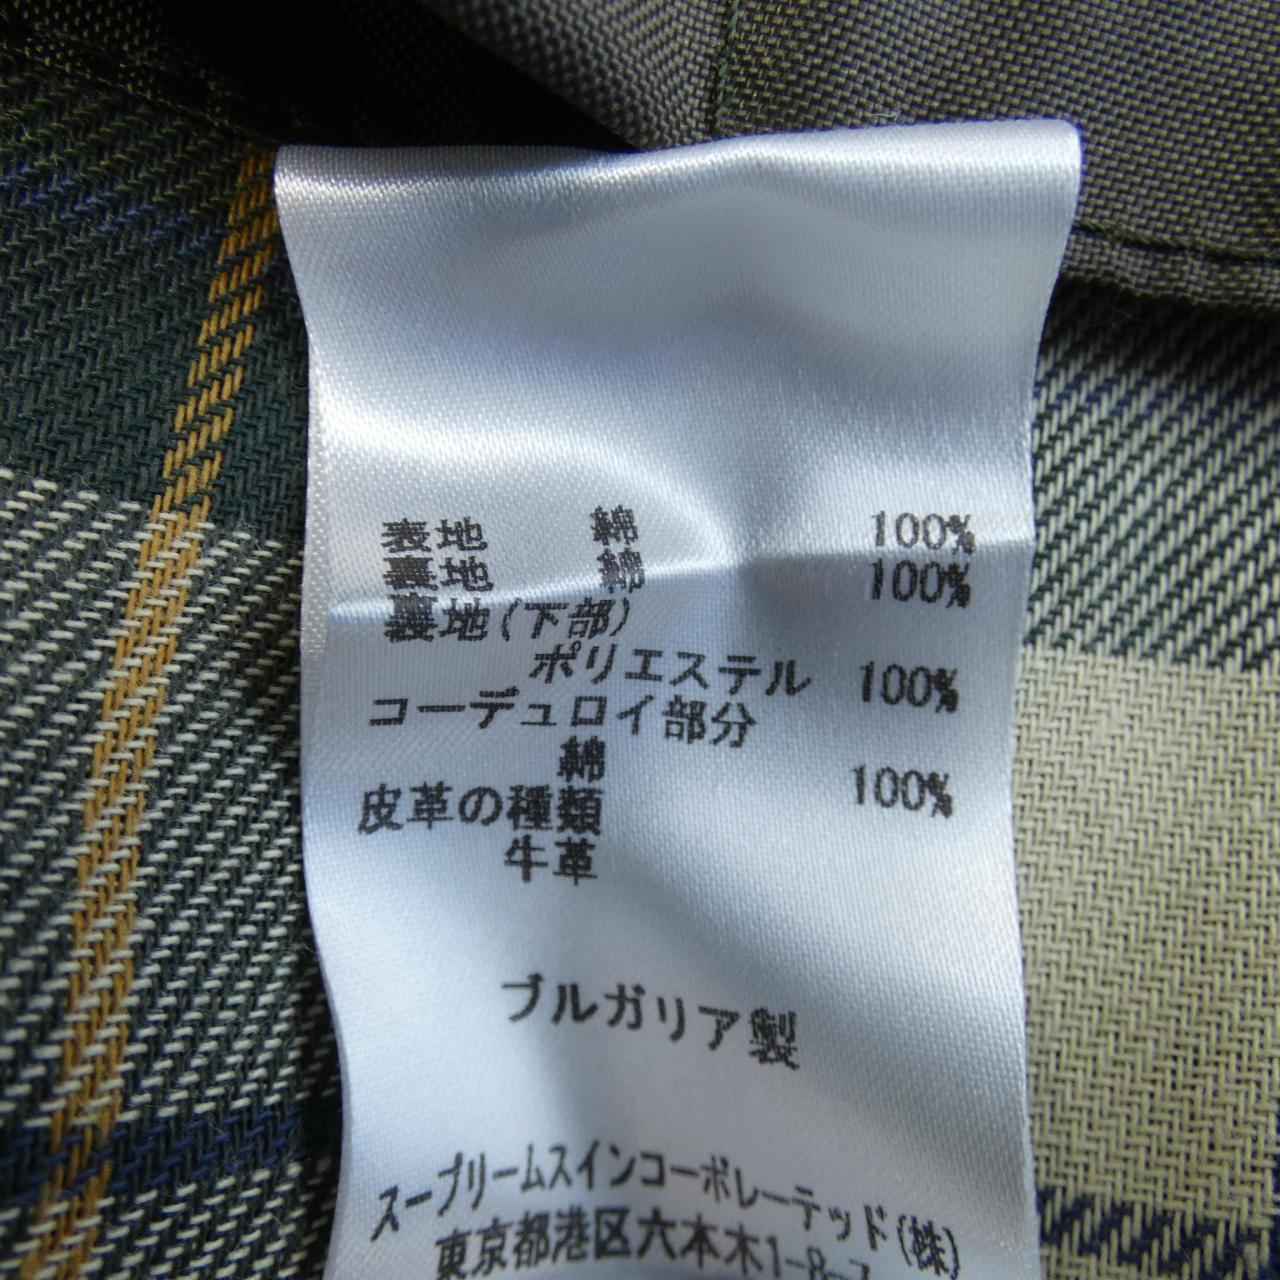 表地 綿 100%
裏地 綿 100%
裏地(下部)
ポリエステル 100%
コーデュロイ部分
綿 100%
皮革の種類
牛革
ブルガリア製
スープリームスインコーポレーテッド(株)
東京都港区六本木1-8-7